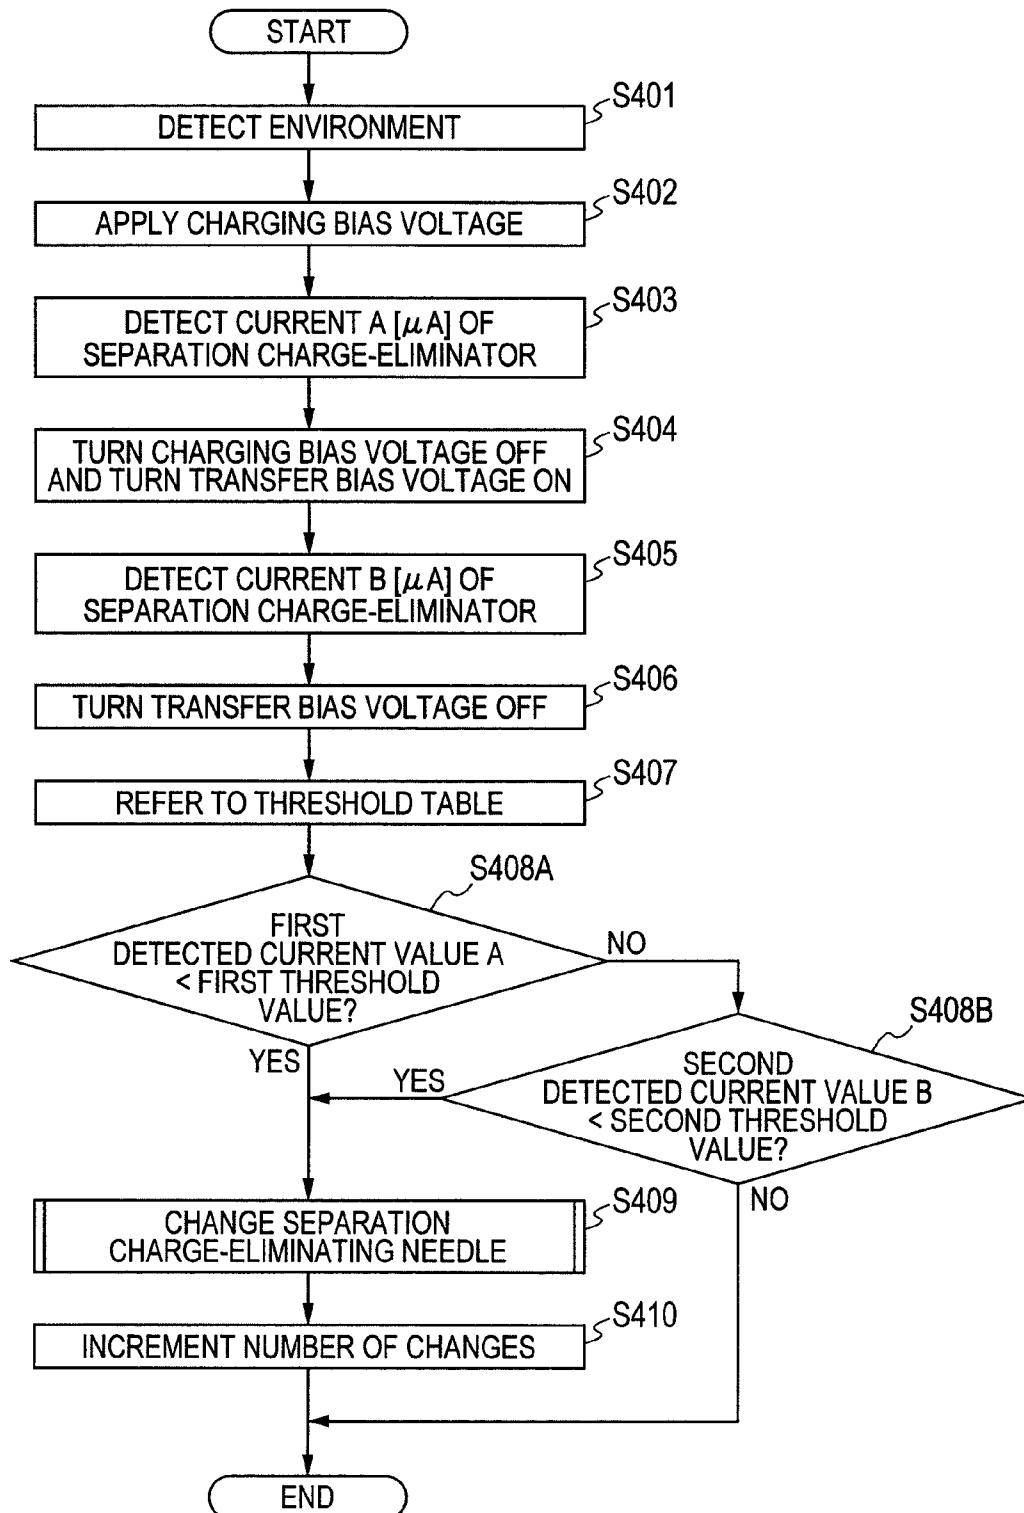 START
S401
DETECT ENVIRONMENT
S402
APPLY CHARGING BIAS VOLTAGE
S403
DETECT CURRENT A [μA] OF
SEPARATION CHARGE-ELIMINATOR
S404
TURN CHARGING BIAS VOLTAGE OFF
AND TURN TRANSFER BIAS VOLTAGE ON
S405
DETECT CURRENT B [μA] OF
SEPARATION CHARGE-ELIMINATOR
S406
TURN TRANSFER BIAS VOLTAGE OFF
S407
REFER TO THRESHOLD TABLE
S408A
FIRST
DETECTED CURRENT VALUE A
< FIRST THRESHOLD
VALUE?
NO
YES
S408B
SECOND
DETECTED CURRENT VALUE B
< SECOND THRESHOLD
VALUE?
YES
NO
S409
CHANGE SEPARATION
CHARGE-ELIMINATING NEEDLE
S410
INCREMENT NUMBER OF CHANGES
END